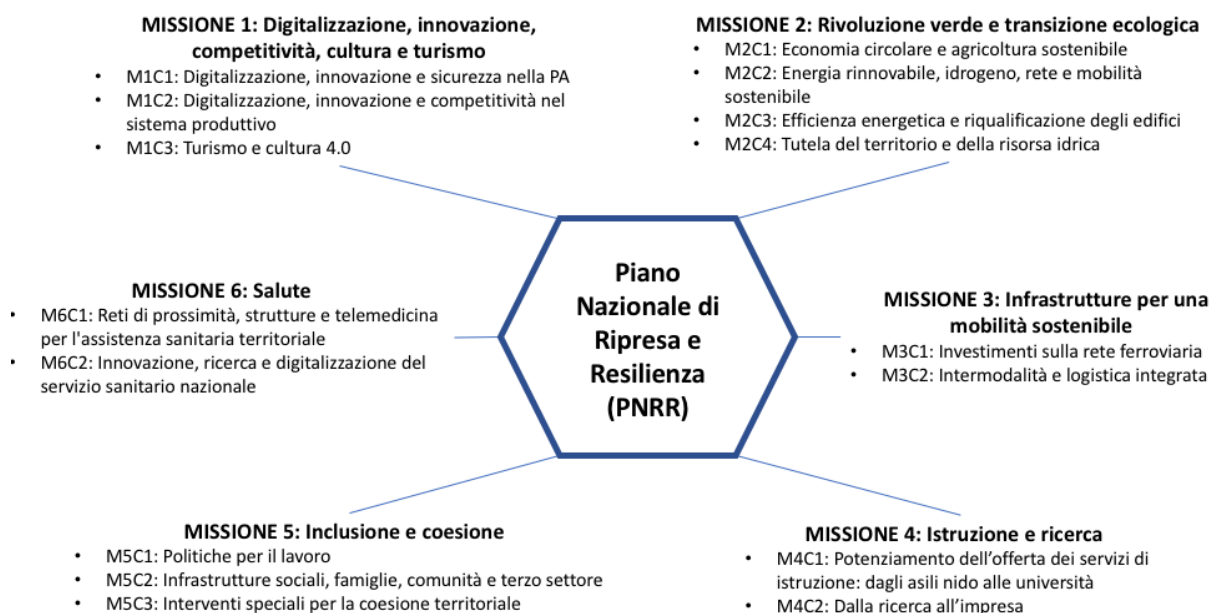 MISSIONE 1: Digitalizzazione, innovazione,
competitività, cultura e turismo
• M1C1: Digitalizzazione, innovazione e sicurezza nella PA
• M1C2: Digitalizzazione, innovazione e competitività nel
sistema produttivo
• M1C3: Turismo e cultura 4.0
MISSIONE 2: Rivoluzione verde e transizione ecologica
• M2C1: Economia circolare e agricoltura sostenibile
• M2C2: Energia rinnovabile, idrogeno, rete e mobilità
sostenibile
• M2C3: Efficienza energetica e riqualificazione degli edifici
• M2C4: Tutela del territorio e della risorsa idrica
MISSIONE 6: Salute
• M6C1: Reti di prossimità, strutture e telemedicina
per l'assistenza sanitaria territoriale
• M6C2: Innovazione, ricerca e digitalizzazione del
servizio sanitario nazionale
Piano
Nazionale di
Ripresa e
Resilienza
(PNRR)
MISSIONE 3: Infrastrutture per una
mobilità sostenibile
• M3C1: Investimenti sulla rete ferroviaria
• M3C2: Intermodalità e logistica integrata
MISSIONE 5: Inclusione e coesione
• M5C1: Politiche per il lavoro
• M5C2: Infrastrutture sociali, famiglie, comunità e terzo settore
• M5C3: Interventi speciali per la coesione territoriale
MISSIONE 4: Istruzione e ricerca
• M4C1: Potenziamento dell’offerta dei servizi di
istruzione: dagli asili nido alle università
• M4C2: Dalla ricerca all’impresa